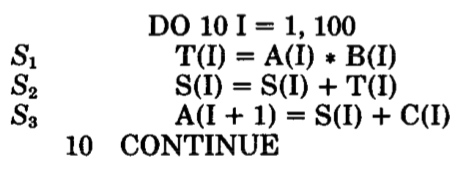 DO 10 I = 1, 100
S₁ T(I) = A(I) * B(I)
S₂ S(I) = S(I) + T(I)
S₃ A(I + 1) = S(I) + C(I)
10 CONTINUE